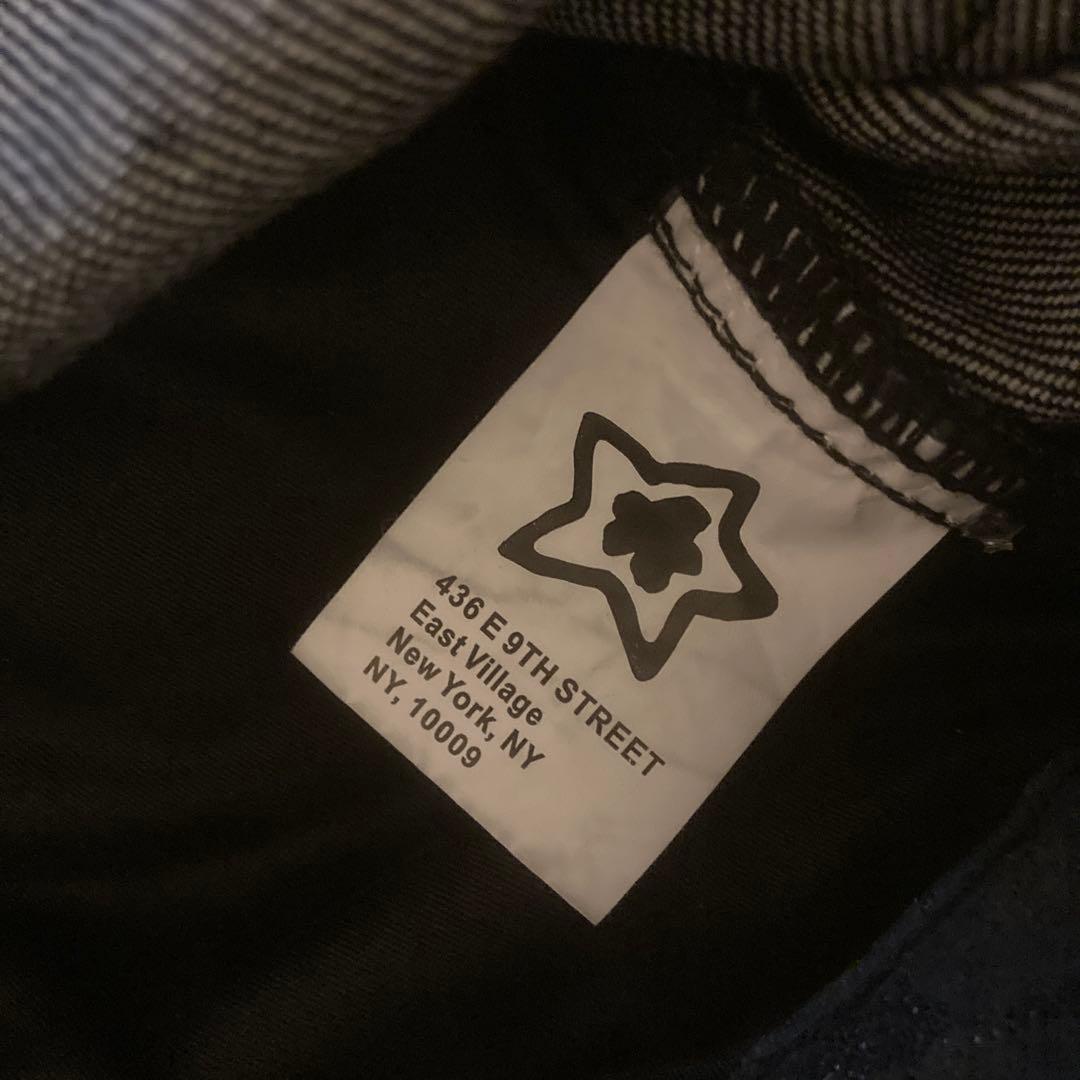 436 E 9TH STREET
East Village
New York, NY
NY, 10009